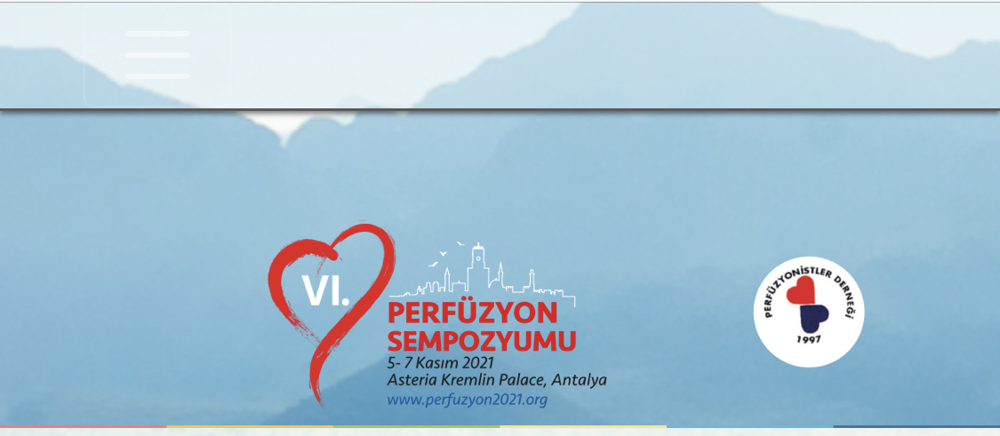 VI.
PERFÜZYON
SEMPOZYUMU
5- 7 Kasım 2021
Asteria Kremlin Palace, Antalya
www.perfuzyon2021.org
PERFÜZYONİSTLER DERNEĞİ
1997